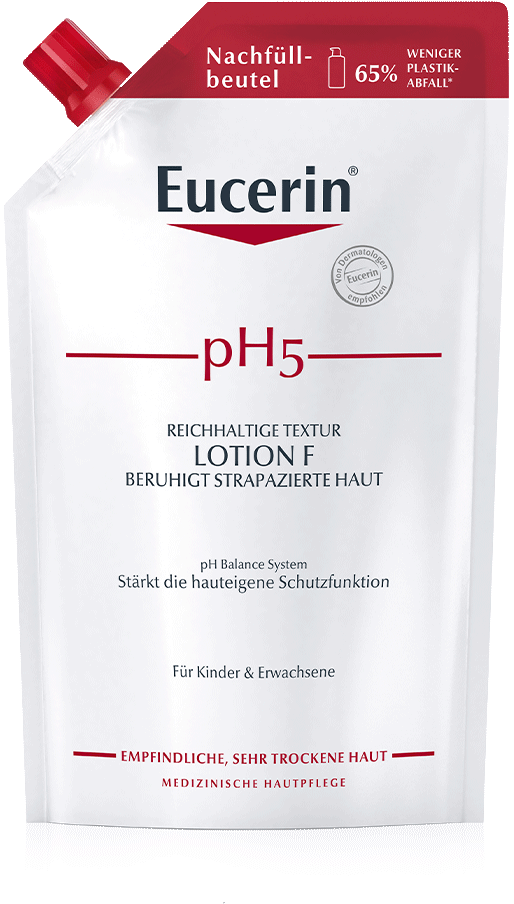 Nachfüll-
beutel
65%
WENIGER
PLASTIK-
ABFALL*
Eucerin®
Von Dermatologen
Eucerin
empfohlen
pH5
REICHHALTIGE TEXTUR
LOTION F
BERUHIGT STRAPAZIERTE HAUT
pH Balance System
Stärkt die hauteigene Schutzfunktion
Für Kinder & Erwachsene
EMPFINDLICHE, SEHR TROCKENE HAUT
MEDIZINISCHE HAUTPFLEGE